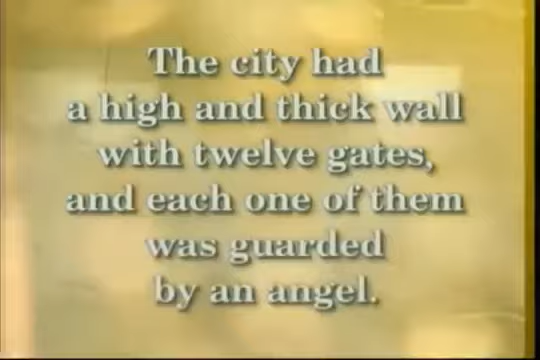 The city had
a high and thick wall
with twelve gates,
and each one of them
was guarded
by an angel.